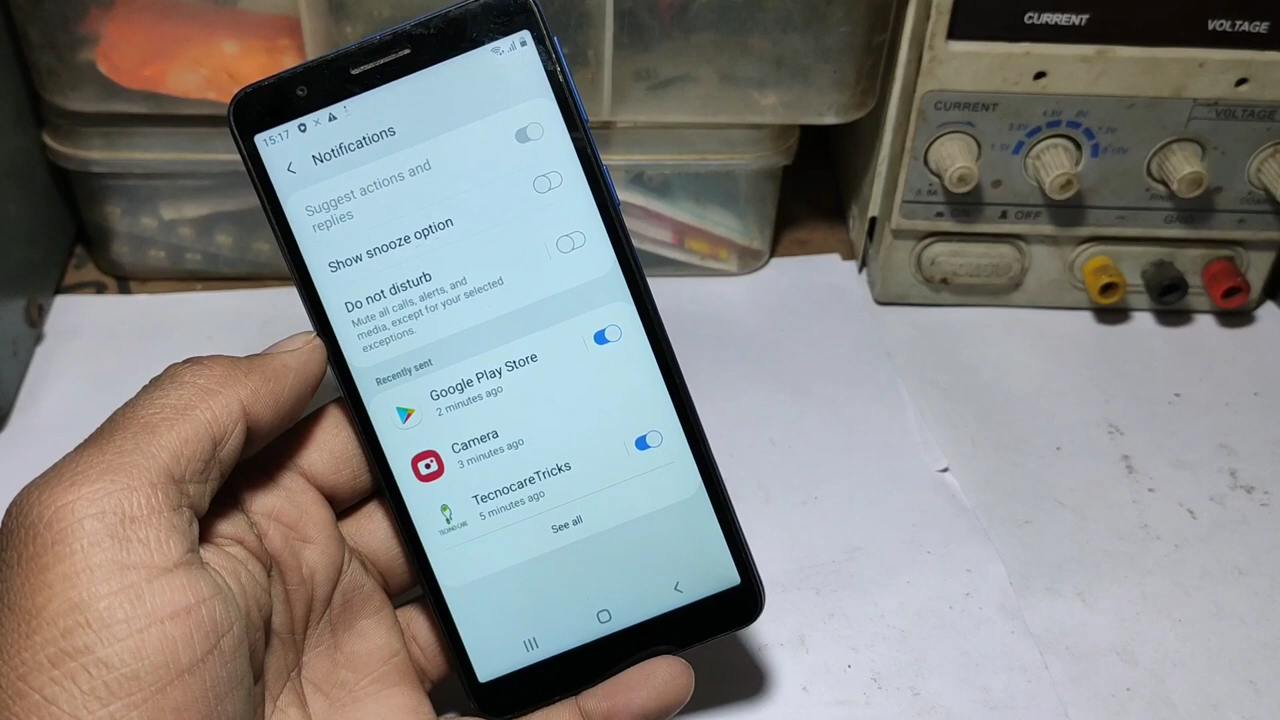 15:17
Notifications
Suggest actions and
replies
Show snooze option
Do not disturb
Mute all calls, alerts, and
media, except for your selected
exceptions.
Recently sent
Google Play Store
2 minutes ago
Camera
3 minutes ago
TecnocareTricks
5 minutes ago
TECHNOCARE
See all
CURRENT
VOLTAGE
CURRENT
VOLTAGE
ON
OFF